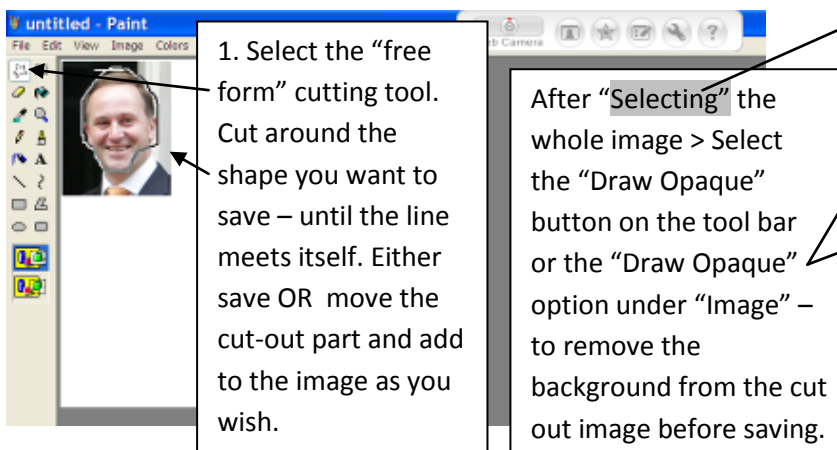 untitled - Paint
File Edit View Image Colors
Camera
1. Select the “free
form” cutting tool.
Cut around the
shape you want to
save – until the line
meets itself. Either
save OR  move the
cut-out part and add
to the image as you
wish.
After “Selecting” the
whole image > Select
the “Draw Opaque”
button on the tool bar
or the “Draw Opaque”
option under “Image” –
to remove the
background from the cut
out image before saving.